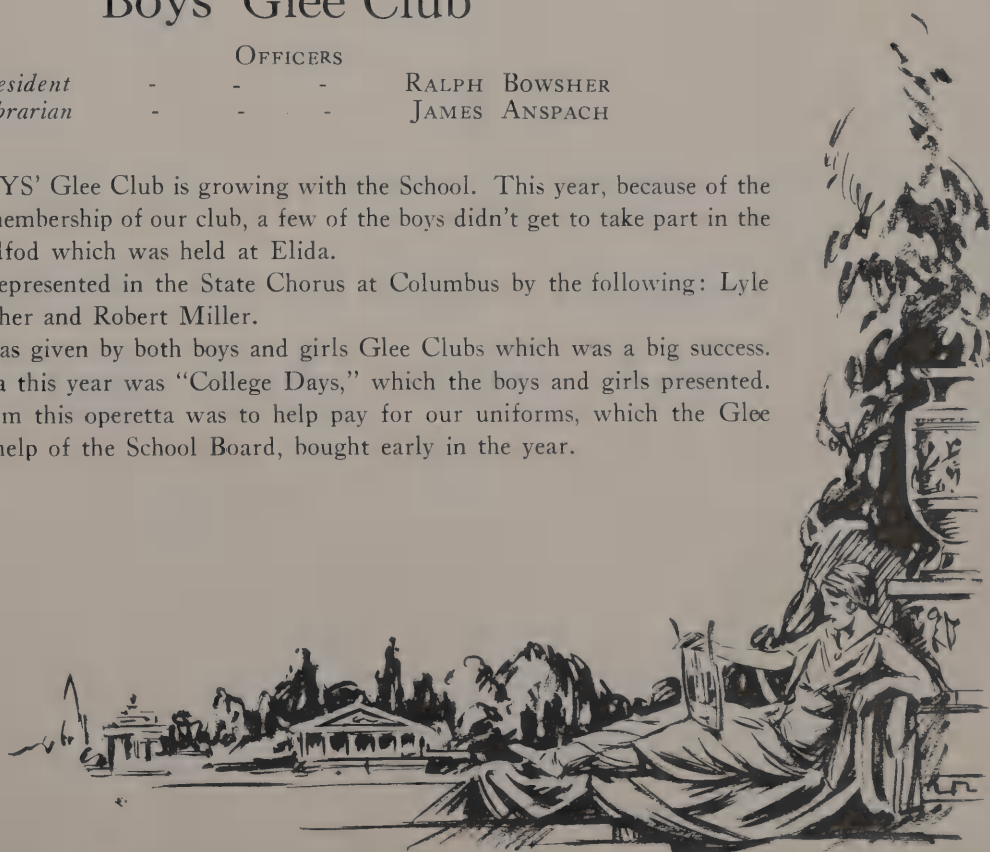 Boys' Glee Club
OFFICERS
esident - - - RALPH BOWSHER
brarian - - - JAMES ANSPACH
YS' Glee Club is growing with the School. This year, because of the
embership of our club, a few of the boys didn't get to take part in the
lfod which was held at Elida.
epresented in the State Chorus at Columbus by the following: Lyle
her and Robert Miller.
as given by both boys and girls Glee Clubs which was a big success.
a this year was “College Days,” which the boys and girls presented.
m this operetta was to help pay for our uniforms, which the Glee
help of the School Board, bought early in the year.